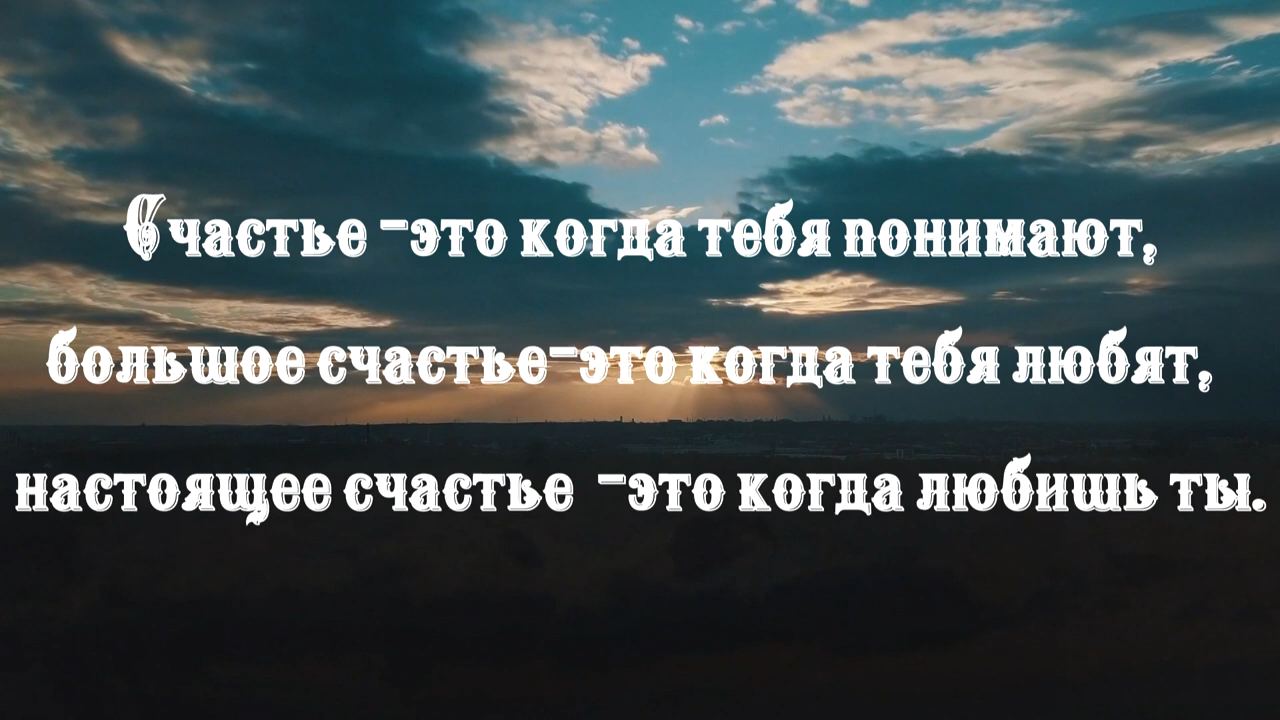 Счастье -это когда тебя понимают,
большое счастье-это когда тебя любят,
настоящее счастье -это когда любишь ты.